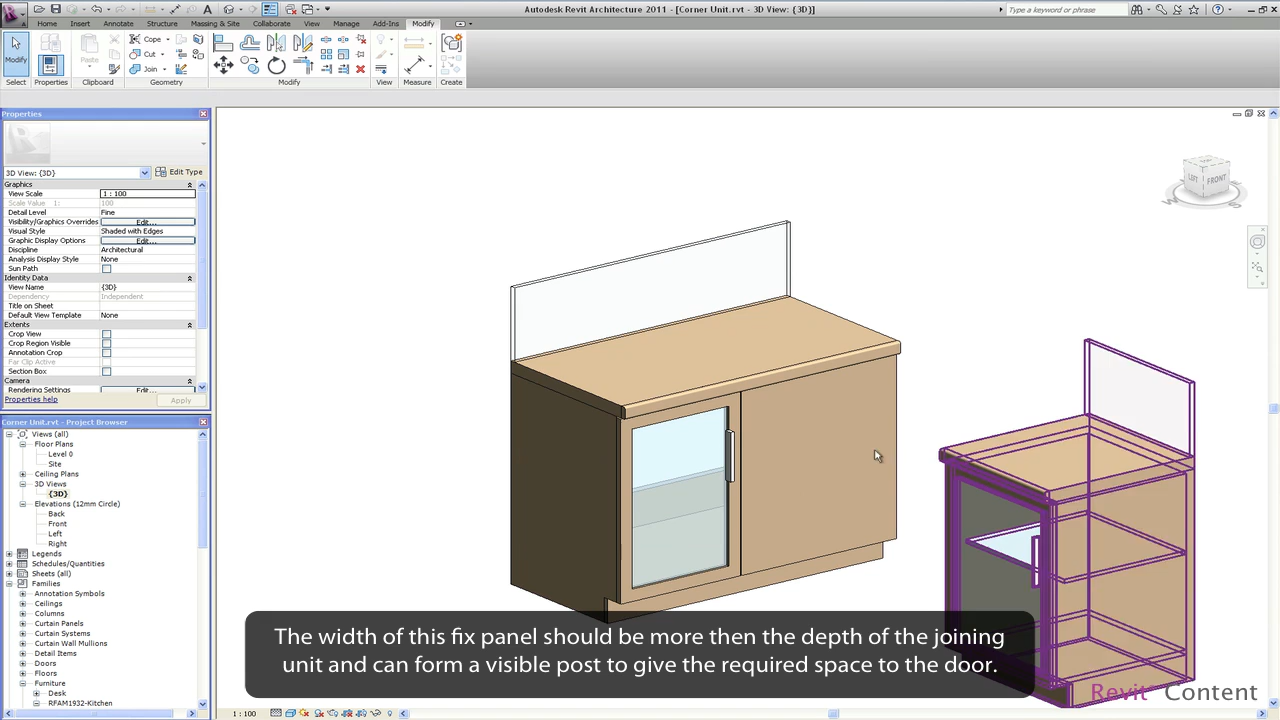 Autodesk Revit Architecture 2011 - [Corner Unit.rvt - 3D View: {3D}]
Type a keyword or phrase
Home Insert Annotate Structure Massing & Site Collaborate View Manage Add-Ins Modify
Modify
Paste
Cope
Cut
Join
Select Properties Clipboard Geometry Modify View Measure Create
Properties
3D View: {3D}
Edit Type
Graphics
View Scale 1 : 100
Scale Value 1: 100
Detail Level Fine
Visibility/Graphics Overrides Edit...
Visual Style Shaded with Edges
Graphic Display Options Edit...
Discipline Architectural
Analysis Display Style None
Sun Path
Identity Data
View Name {3D}
Dependency Independent
Title on Sheet
Default View Template None
Extents
Crop View
Crop Region Visible
Annotation Crop
Far Clip Active
Section Box
Camera
Rendering Settings Edit...
Properties help
Apply
Corner Unit.rvt - Project Browser
Views (all)
Floor Plans
Level 0
Site
Ceiling Plans
3D Views
{3D}
Elevations (12mm Circle)
Back
Front
Left
Right
Legends
Schedules/Quantities
Sheets (all)
Families
Annotation Symbols
Ceilings
Columns
Curtain Panels
Curtain Systems
Curtain Wall Mullions
Detail Items
Doors
Floors
Furniture
Desk
RFAM1932-Kitchen
LEFT FRONT
The width of this fix panel should be more then the depth of the joining
unit and can form a visible post to give the required space to the door.
Revit Content
1 : 100